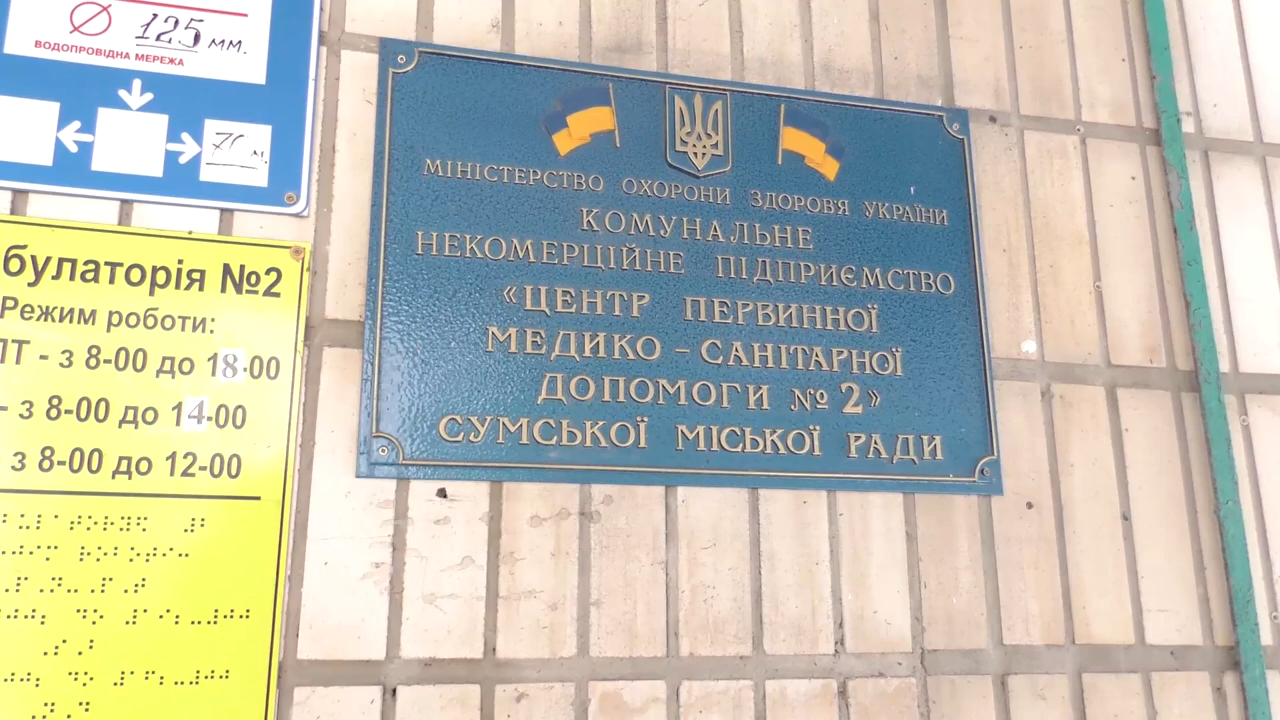 125 мм.
ВОДОПРОВІДНА МЕРЕЖА
булаторія №2
Режим роботи:
ПТ - з 8-00 до 18-00
- з 8-00 до 14-00
з 8-00 до 12-00
МІНІСТЕРСТВО ОХОРОНИ ЗДОРОВ'Я УКРАЇНИ
КОМУНАЛЬНЕ
НЕКОМЕРЦІЙНЕ ПІДПРИЄМСТВО
«ЦЕНТР ПЕРВИННОЇ
МЕДИКО – САНІТАРНОЇ
ДОПОМОГИ № 2»
СУМСЬКОЇ МІСЬКОЇ РАДИ